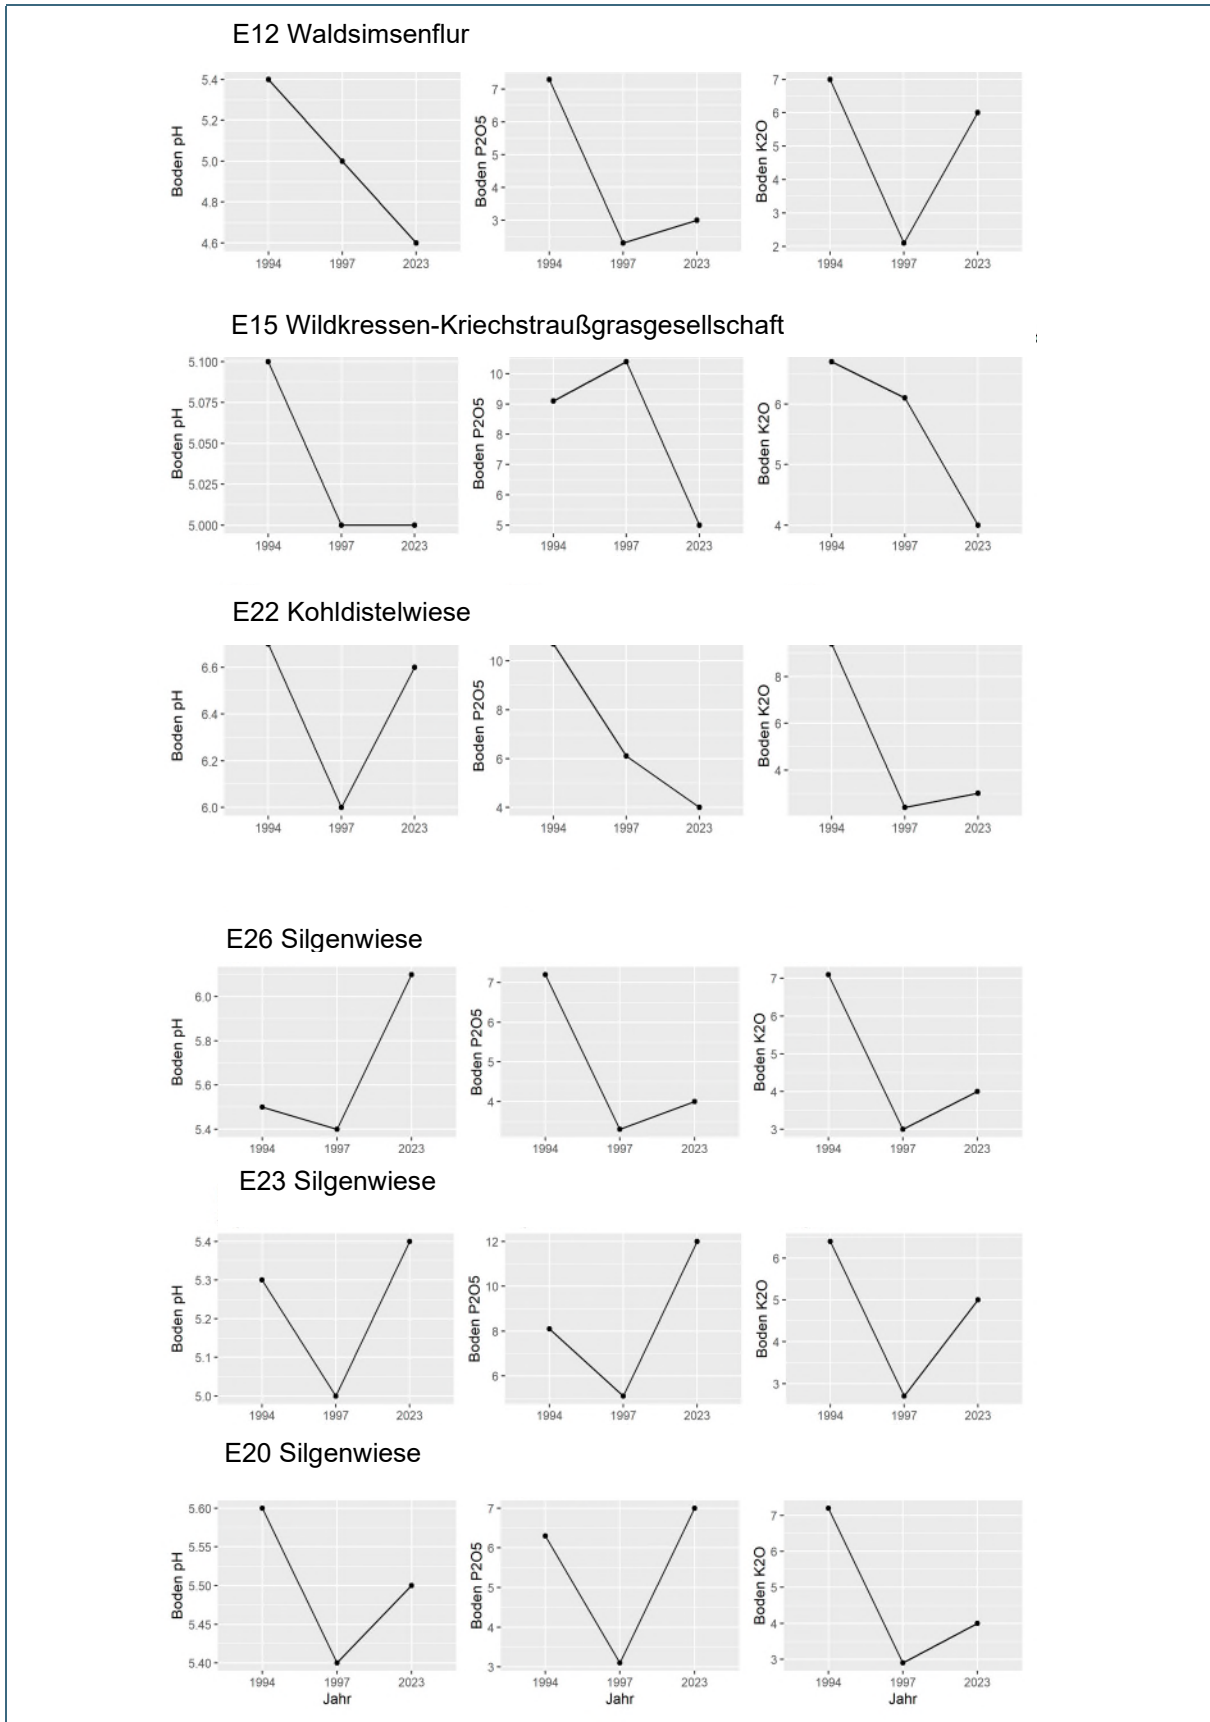 E12 Waldsimsenflur
Boden pH
5.4
5.2
5.0
4.8
4.6
1994 1997 2023
Boden P2O5
7
6
5
4
3
1994 1997 2023
Boden K2O
7
6
5
4
3
2
1994 1997 2023
E15 Wildkressen-Kriechstraußgrasgesellschaft
Boden pH
5.100
5.075
5.050
5.025
5.000
1994 1997 2023
Boden P2O5
10
9
8
7
6
5
1994 1997 2023
Boden K2O
6
5
4
1994 1997 2023
E22 Kohldistelwiese
Boden pH
6.6
6.4
6.2
6.0
1994 1997 2023
Boden P2O5
10
8
6
4
1994 1997 2023
Boden K2O
8
6
4
1994 1997 2023
E26 Silgenwiese
Boden pH
6.0
5.8
5.6
5.4
1994 1997 2023
Boden P2O5
7
6
5
4
1994 1997 2023
Boden K2O
7
6
5
4
3
1994 1997 2023
E23 Silgenwiese
Boden pH
5.4
5.3
5.2
5.1
5.0
1994 1997 2023
Boden P2O5
12
10
8
6
1994 1997 2023
Boden K2O
6
5
4
3
1994 1997 2023
E20 Silgenwiese
Boden pH
5.60
5.55
5.50
5.45
5.40
1994 1997 2023
Jahr
Boden P2O5
7
6
5
4
3
1994 1997 2023
Jahr
Boden K2O
7
6
5
4
3
1994 1997 2023
Jahr